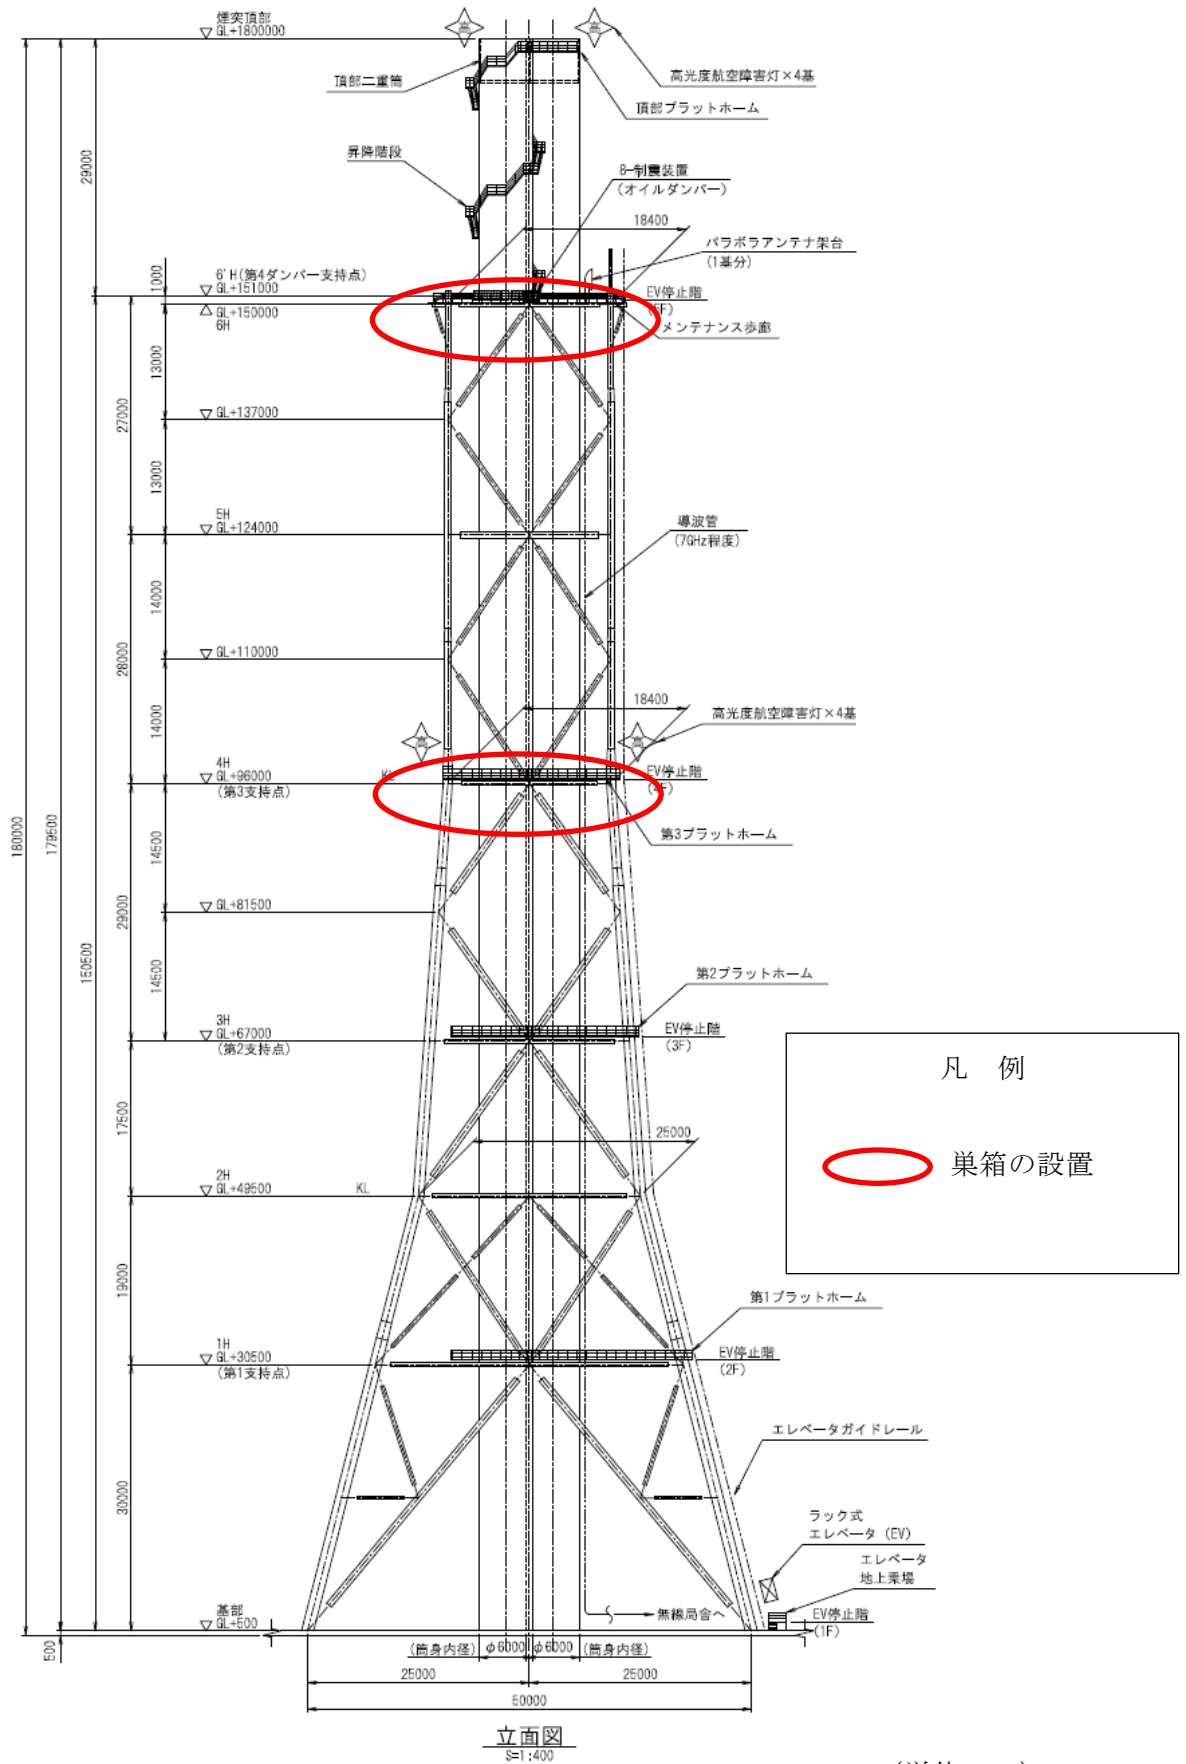 煙突頂部
GL+1800000
高
高
高光度航空障害灯×4基
頂部二重筒
頂部プラットホーム
昇降階段
8-制震装置
(オイルダンパー)
18400
パラボラアンテナ架台
(1基分)
6'H(第4ダンパー支持点)
GL+151000
GL+150000
6H
EV停止階
(5F)
メンテナンス歩廊
29000
1000
13000
27000
GL+137000
13000
5H
GL+124000
導波管
(7GHz程度)
14000
28000
GL+110000
14000
18400
高光度航空障害灯×4基
高
高
4H
GL+96000
(第3支持点)
KL
EV停止階
(4F)
第3プラットホーム
180000
179500
150500
14500
29000
GL+81500
14500
第2プラットホーム
3H
GL+67000
(第2支持点)
EV停止階
(3F)
凡 例
巣箱の設置
17500
25000
2H
GL+49500
KL
19000
第1プラットホーム
1H
GL+30500
(第1支持点)
EV停止階
(2F)
エレベータガイドレール
30000
ラック式
エレベータ (EV)
エレベータ
地上乗場
基部
GL+500
無線局舎へ
EV停止階
(1F)
500
(筒身内径)
φ6000
φ6000
(筒身内径)
25000
25000
50000
立面図
S=1:400